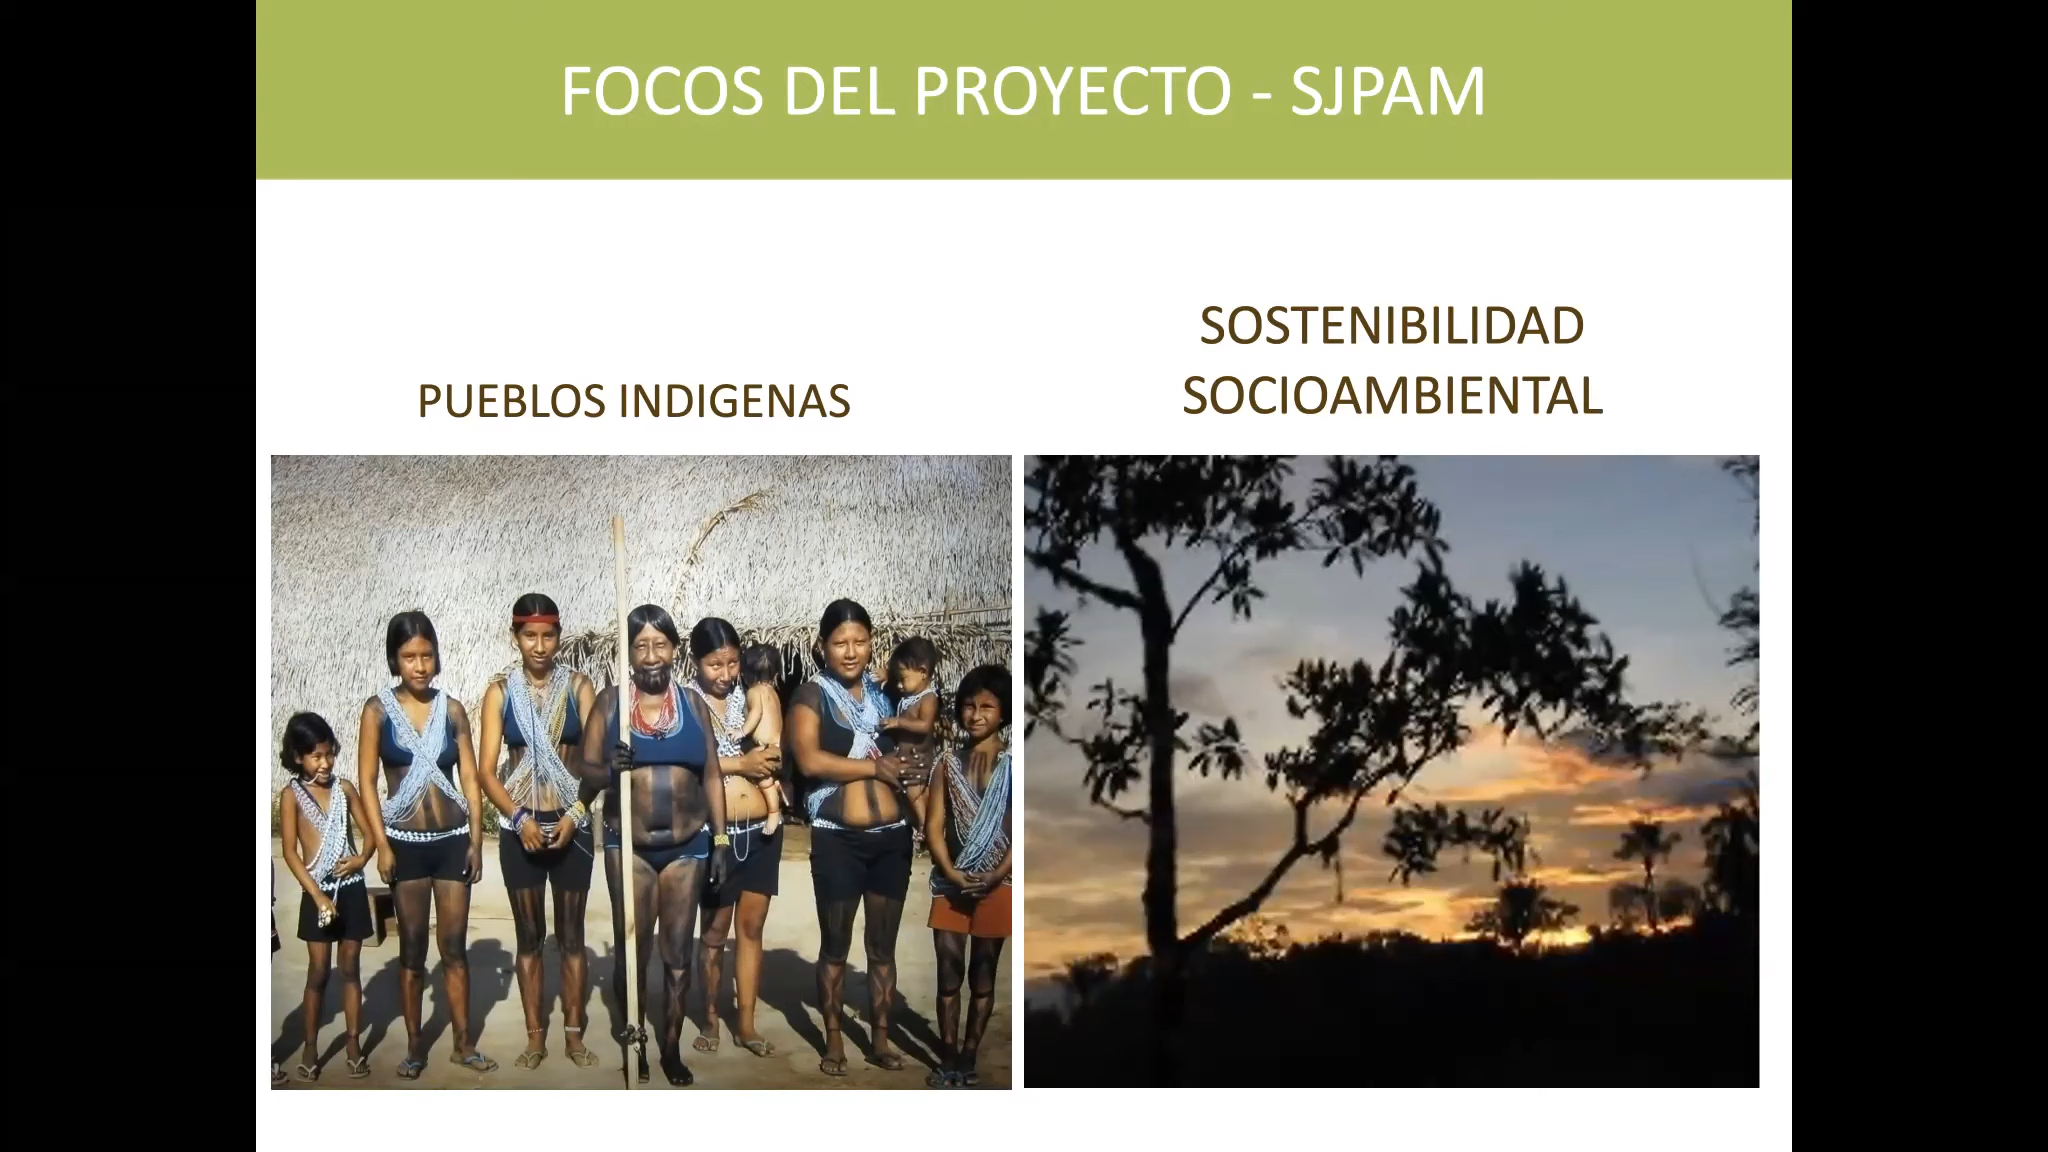 FOCOS DEL PROYECTO - SJPAM
PUEBLOS INDIGENAS
SOSTENIBILIDAD
SOCIOAMBIENTAL